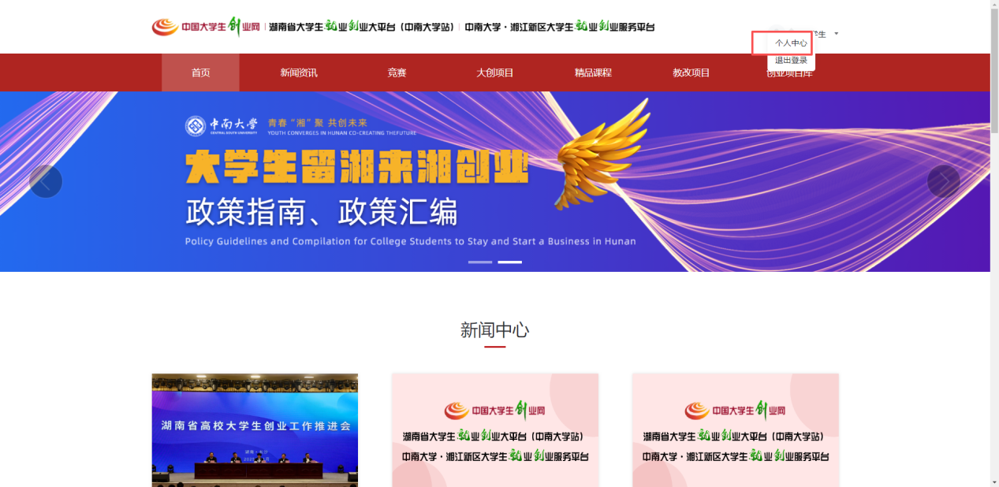 中国大学生创业网 | 湖南省大学生就业创业大平台（中南大学站） | 中南大学·湘江新区大学生就业创业服务平台
学生
个人中心
退出登录
首页 新闻资讯 竞赛 大创项目 精品课程 教改项目 创业项目库
中南大学 青春“湘”聚 共创未来
CENTRAL SOUTH UNIVERSITY YOUTH CONVERGES IN HUNAN CO-CREATING THEFUTURE
大学生留湘来湘创业
政策指南、政策汇编
Policy Guidelines and Compilation for College Students to Stay and Start a Business in Hunan
新闻中心
湖南省高校大学生创业工作推进会
湖南·长沙
中国大学生创业网
湖南省大学生就业创业大平台（中南大学站）
中南大学·湘江新区大学生就业创业服务平台
中国大学生创业网
湖南省大学生就业创业大平台（中南大学站）
中南大学·湘江新区大学生就业创业服务平台